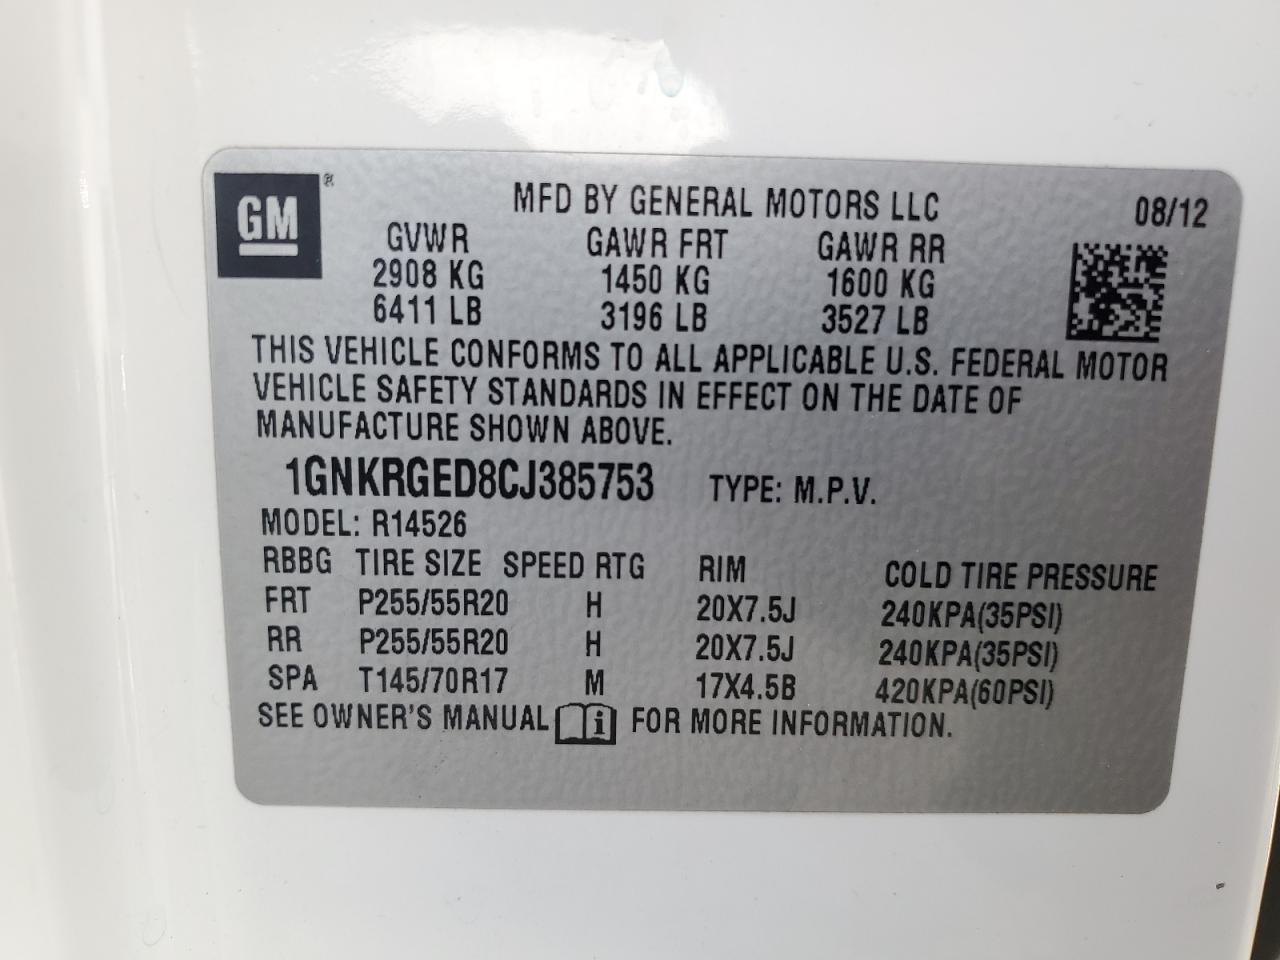 GM®
MFD BY GENERAL MOTORS LLC 08/12
GVWR GAWR FRT GAWR RR
2908 KG 1450 KG 1600 KG
6411 LB 3196 LB 3527 LB
THIS VEHICLE CONFORMS TO ALL APPLICABLE U.S. FEDERAL MOTOR
VEHICLE SAFETY STANDARDS IN EFFECT ON THE DATE OF
MANUFACTURE SHOWN ABOVE.
1GNKRGED8CJ385753 TYPE: M.P.V.
MODEL: R14526
RBBG TIRE SIZE SPEED RTG RIM COLD TIRE PRESSURE
FRT P255/55R20 H 20X7.5J 240KPA(35PSI)
RR P255/55R20 H 20X7.5J 240KPA(35PSI)
SPA T145/70R17 M 17X4.5B 420KPA(60PSI)
SEE OWNER'S MANUAL i FOR MORE INFORMATION.